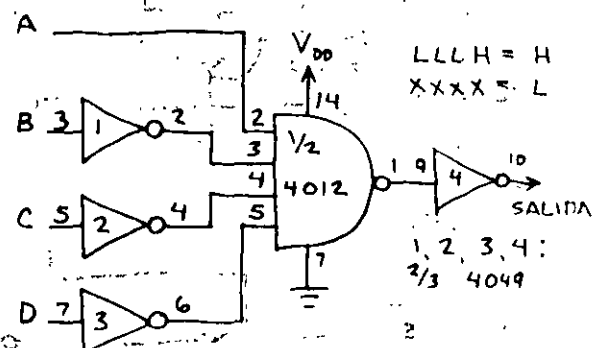 A
V_DD
LLLH = H
XXXX = L
14
B 3 1 2
2
3
1/2
4
4012
5
1 9 4 10
SALIDA
C 5 2 4
7
1, 2, 3, 4:
2/3 4049
D 7 3 6